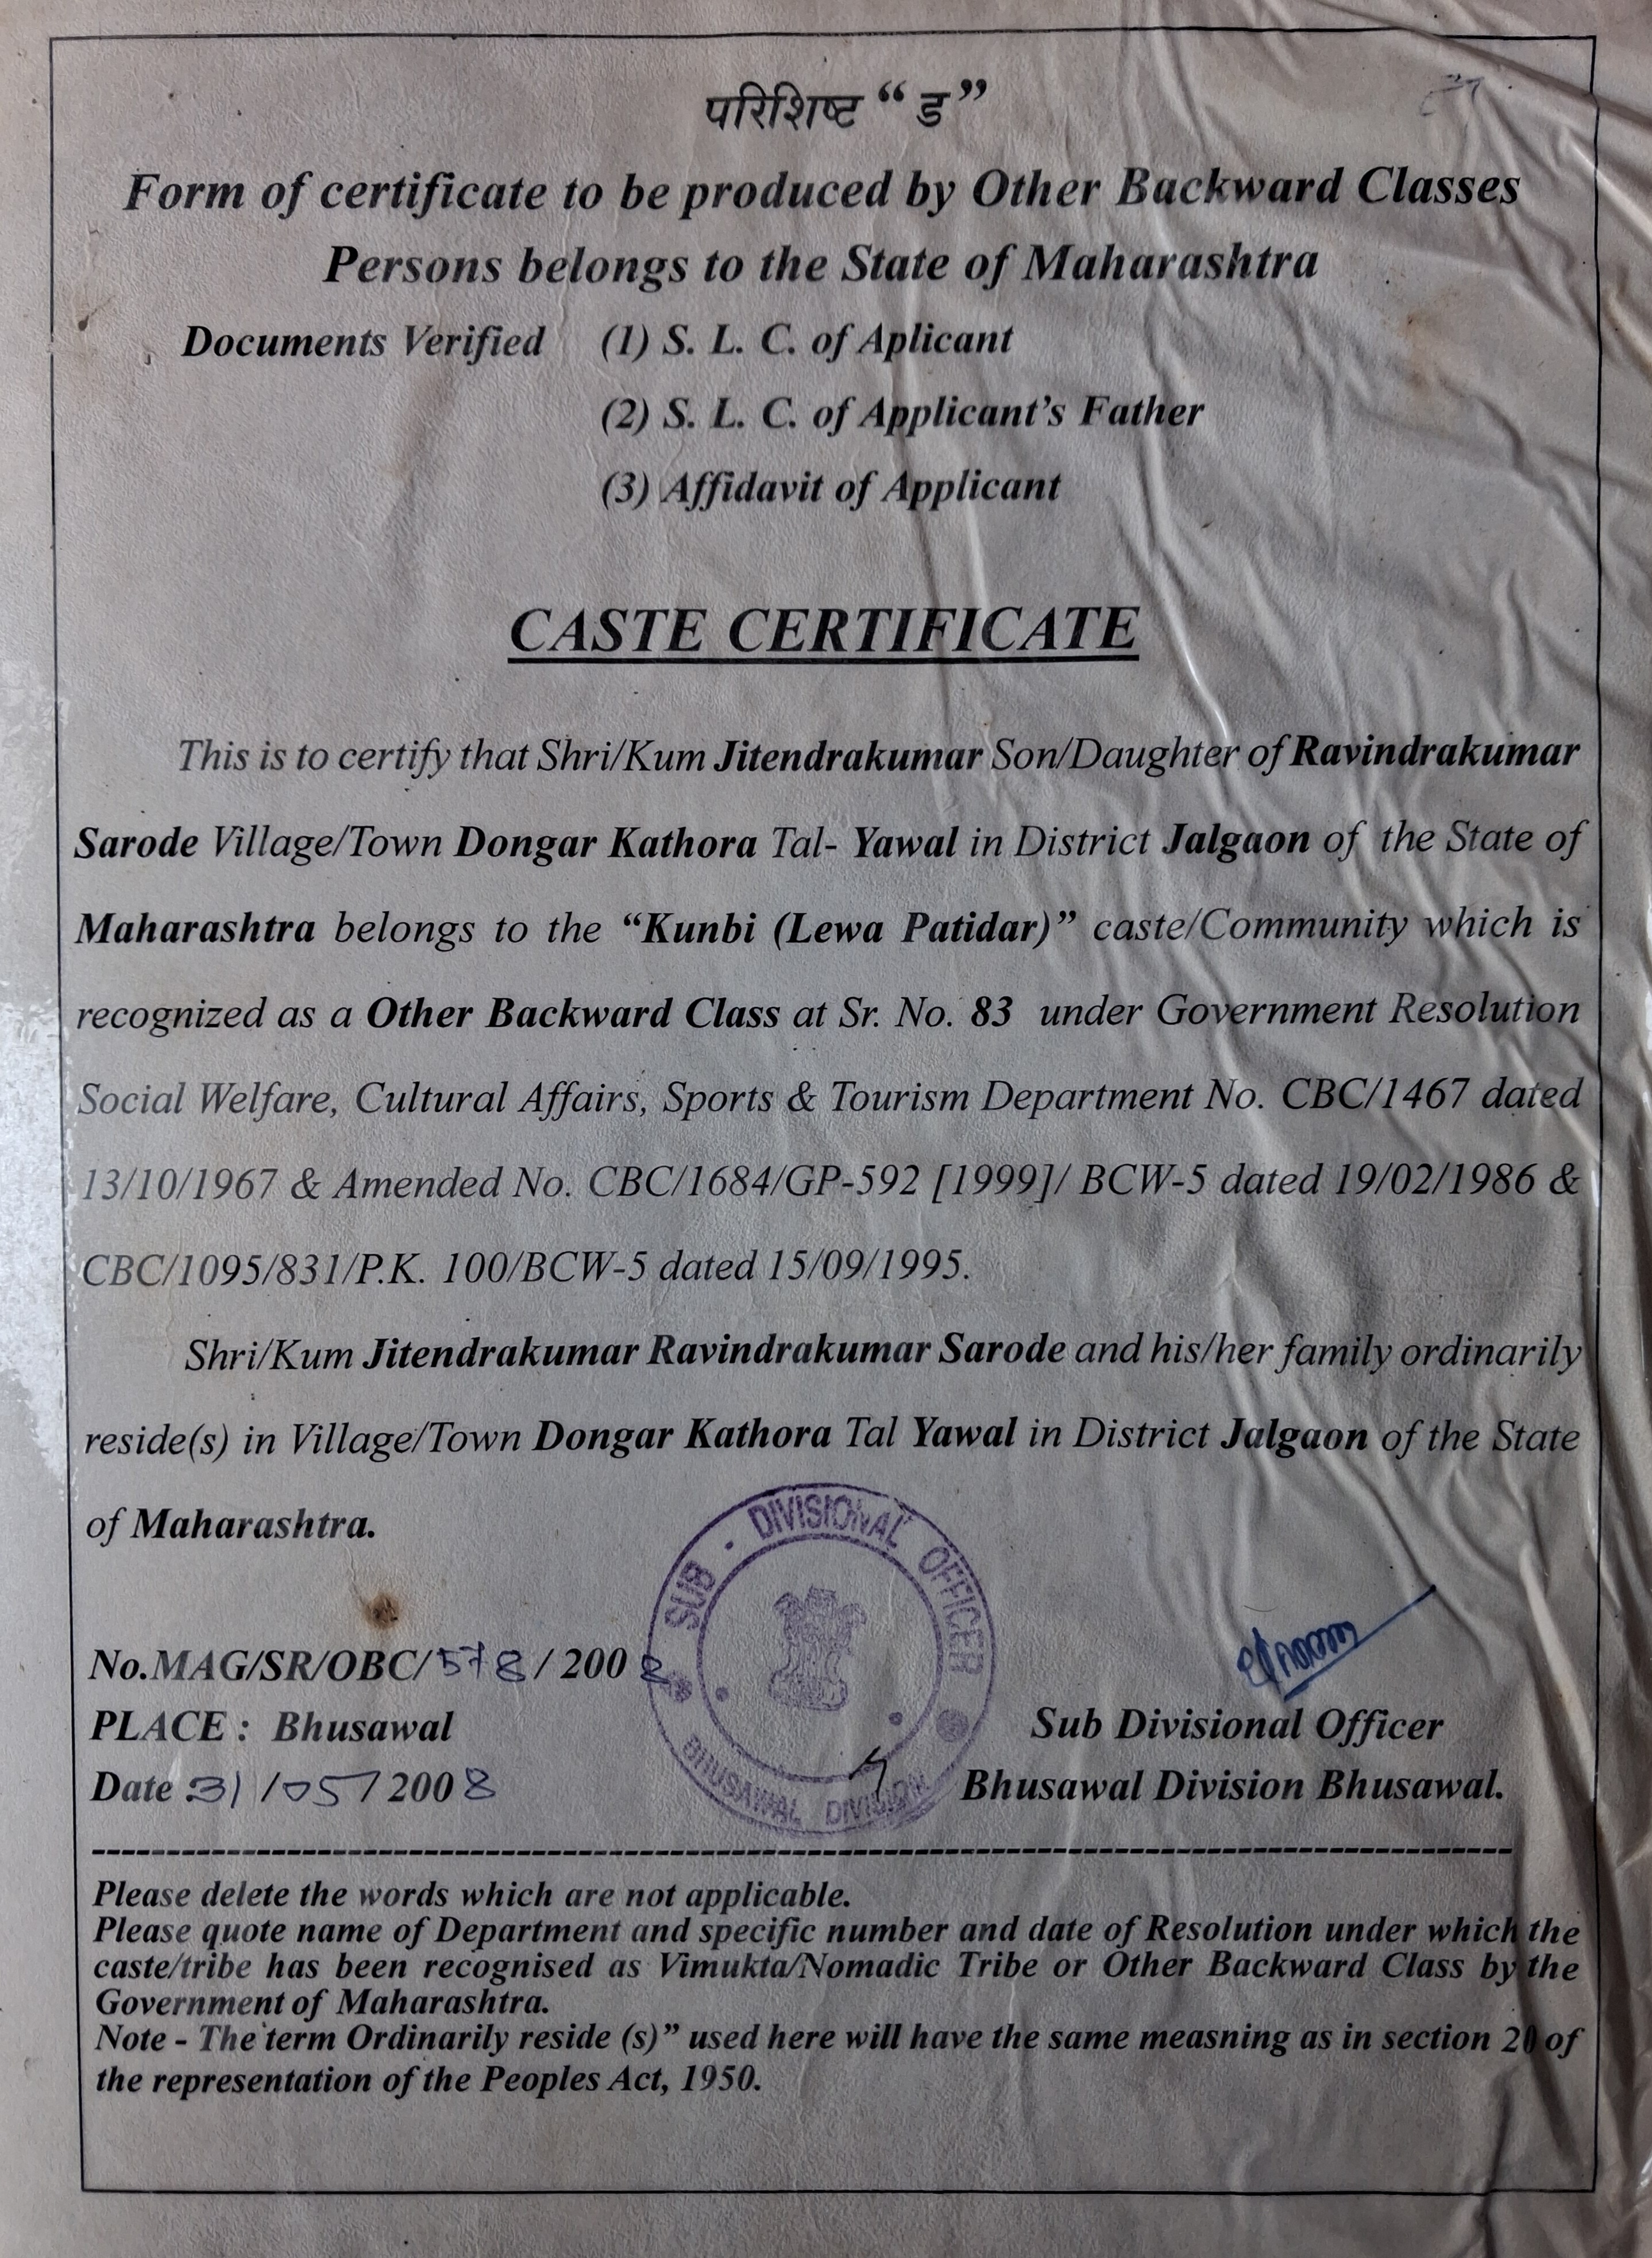 परिशिष्ट “ ड ”
Form of certificate to be produced by Other Backward Classes
Persons belongs to the State of Maharashtra
Documents Verified (1) S. L. C. of Aplicant
(2) S. L. C. of Applicant’s Father
(3) Affidavit of Applicant
CASTE CERTIFICATE
This is to certify that Shri/Kum Jitendrakumar Son/Daughter of Ravindrakumar
Sarode Village/Town Dongar Kathora Tal- Yawal in District Jalgaon of the State of
Maharashtra belongs to the “Kunbi (Lewa Patidar)” caste/Community which is
recognized as a Other Backward Class at Sr. No. 83 under Government Resolution
Social Welfare, Cultural Affairs, Sports & Tourism Department No. CBC/1467 dated
13/10/1967 & Amended No. CBC/1684/GP-592 [1999]/ BCW-5 dated 19/02/1986 &
CBC/1095/831/P.K. 100/BCW-5 dated 15/09/1995.
Shri/Kum Jitendrakumar Ravindrakumar Sarode and his/her family ordinarily
reside(s) in Village/Town Dongar Kathora Tal Yawal in District Jalgaon of the State
of Maharashtra.
SUB - DIVISIONAL OFFICER
BHUSAWAL DIVISION
No.MAG/SR/OBC/578/ 2008
PLACE : Bhusawal
Date :31/05/2008
Sub Divisional Officer
Bhusawal Division Bhusawal.
Please delete the words which are not applicable.
Please quote name of Department and specific number and date of Resolution under which the
caste/tribe has been recognised as Vimukta/Nomadic Tribe or Other Backward Class by the
Government of Maharashtra.
Note - The term Ordinarily reside (s)” used here will have the same measning as in section 20 of
the representation of the Peoples Act, 1950.